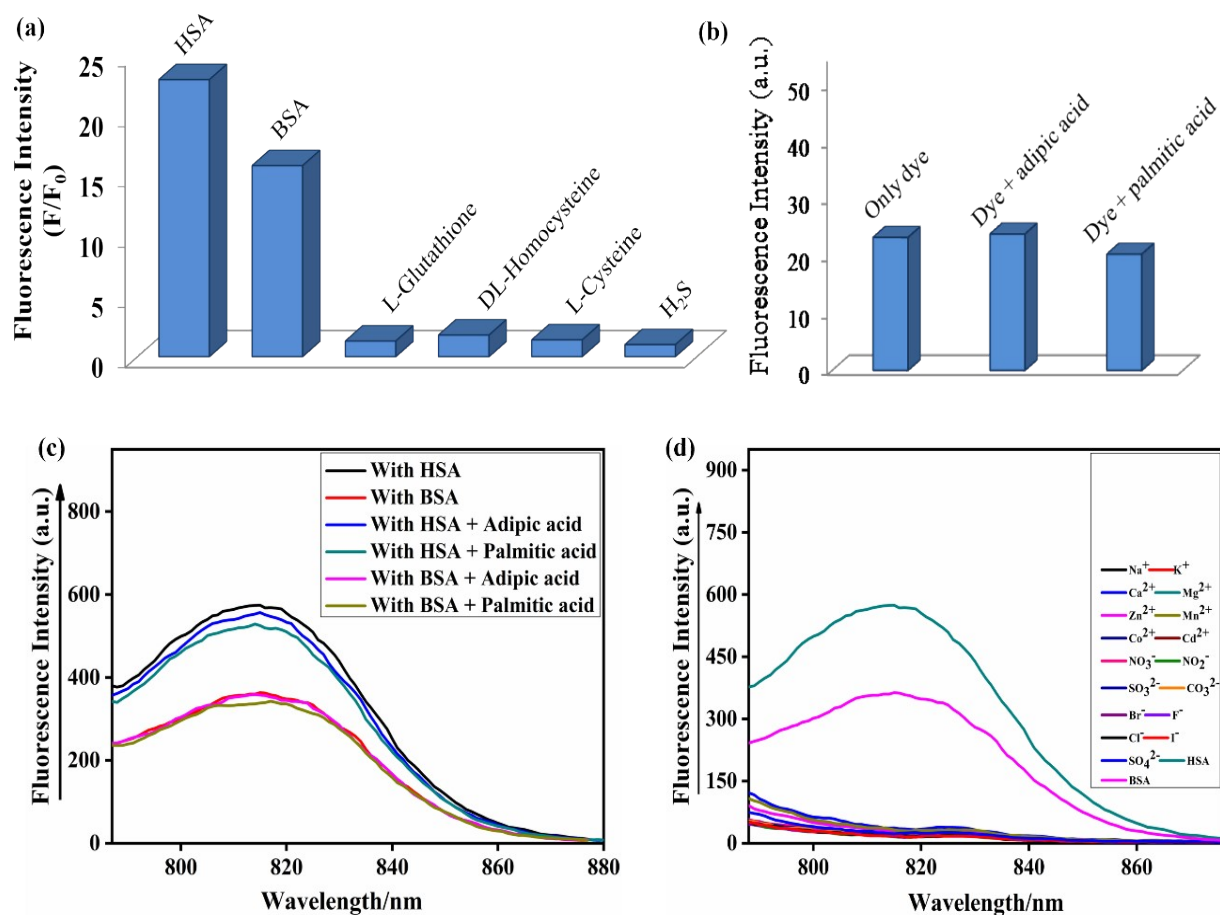 (a)
Fluorescence Intensity
(F/F₀)
25
20
15
10
5
0
HSA
BSA
L-Glutathione
DL-Homocysteine
L-Cysteine
H₂S
(b)
Fluorescence Intensity (a.u.)
50
40
30
20
10
0
Only dye
Dye + adipic acid
Dye + palmitic acid
(c)
Fluorescence Intensity (a.u.)
800
600
400
200
0
With HSA
With BSA
With HSA + Adipic acid
With HSA + Palmitic acid
With BSA + Adipic acid
With BSA + Palmitic acid
800 820 840 860 880
Wavelength/nm
(d)
Fluorescence Intensity (a.u.)
900
750
600
450
300
150
0
Na⁺ K⁺
Ca²⁺ Mg²⁺
Zn²⁺ Mn²⁺
Co²⁺ Cd²⁺
NO₃⁻ NO₂⁻
SO₃²⁻ CO₃²⁻
Br⁻ F⁻
Cl⁻ I⁻
SO₄²⁻ HSA
BSA
800 820 840 860
Wavelength/nm